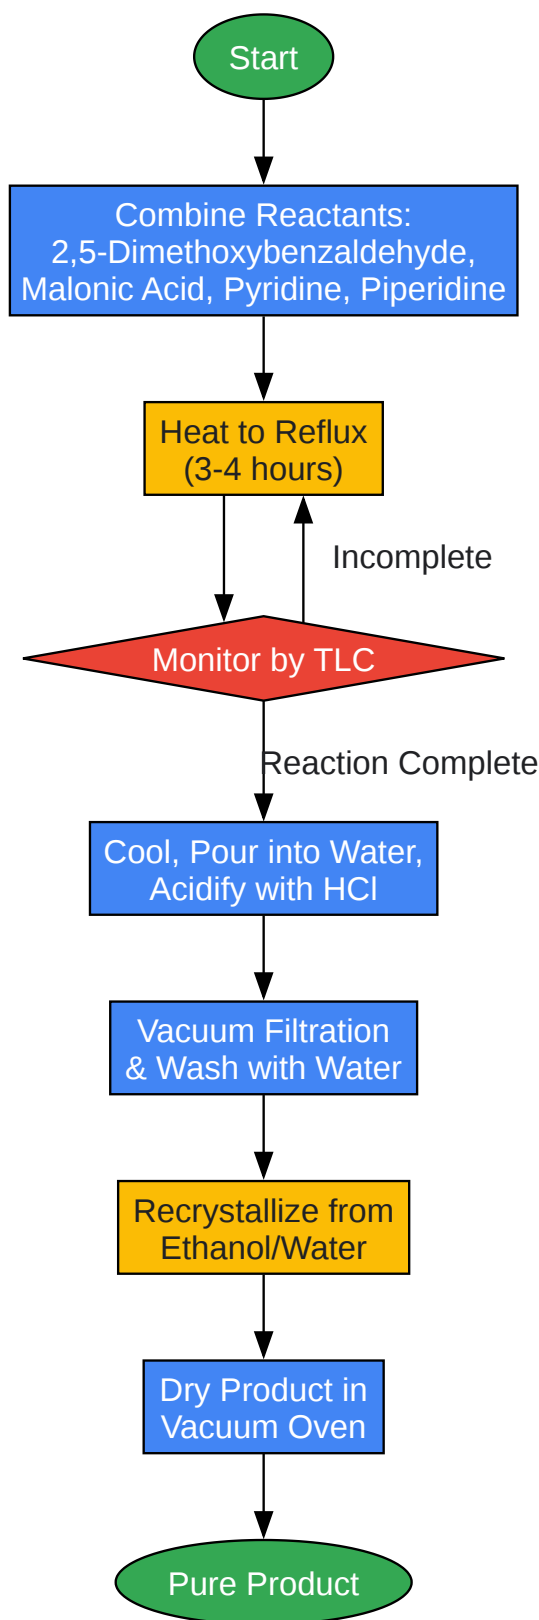 Start
Combine Reactants:
2,5-Dimethoxybenzaldehyde,
Malonic Acid, Pyridine, Piperidine
Heat to Reflux
(3-4 hours)
Incomplete
Monitor by TLC
Reaction Complete
Cool, Pour into Water,
Acidify with HCl
Vacuum Filtration
& Wash with Water
Recrystallize from
Ethanol/Water
Dry Product in
Vacuum Oven
Pure Product